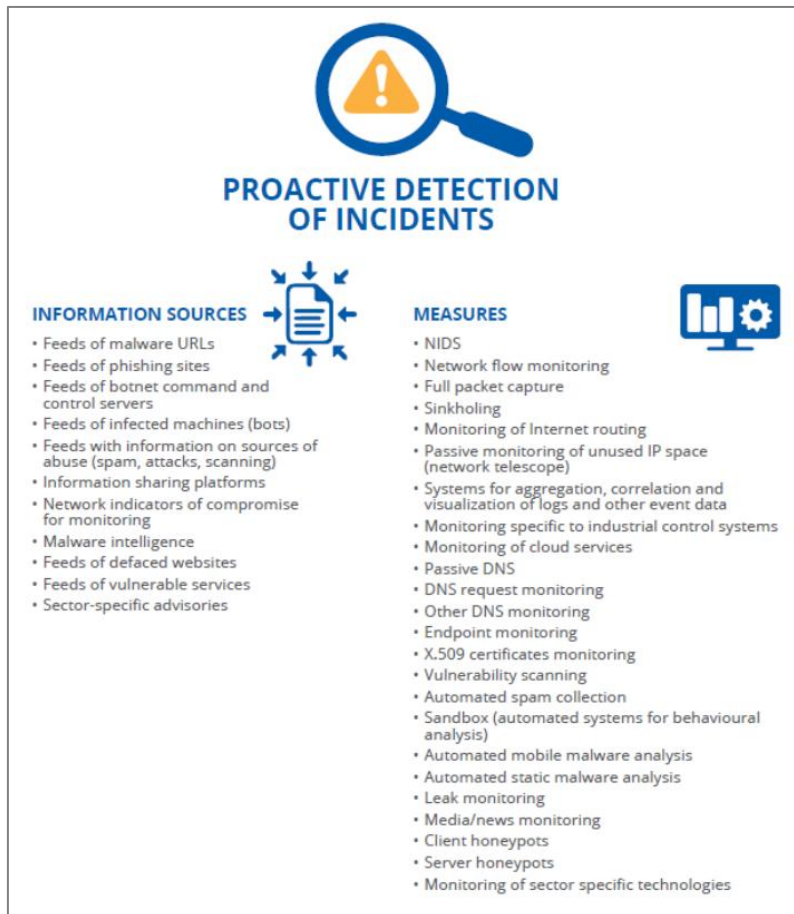 PROACTIVE DETECTION
OF INCIDENTS
INFORMATION SOURCES
• Feeds of malware URLs
• Feeds of phishing sites
• Feeds of botnet command and
control servers
• Feeds of infected machines (bots)
• Feeds with information on sources of
abuse (spam, attacks, scanning)
• Information sharing platforms
• Network indicators of compromise
for monitoring
• Malware intelligence
• Feeds of defaced websites
• Feeds of vulnerable services
• Sector-specific advisories
MEASURES
• NIDS
• Network flow monitoring
• Full packet capture
• Sinkholing
• Monitoring of Internet routing
• Passive monitoring of unused IP space
(network telescope)
• Systems for aggregation, correlation and
visualization of logs and other event data
• Monitoring specific to industrial control systems
• Monitoring of cloud services
• Passive DNS
• DNS request monitoring
• Other DNS monitoring
• Endpoint monitoring
• X.509 certificates monitoring
• Vulnerability scanning
• Automated spam collection
• Sandbox (automated systems for behavioural
analysis)
• Automated mobile malware analysis
• Automated static malware analysis
• Leak monitoring
• Media/news monitoring
• Client honeypots
• Server honeypots
• Monitoring of sector specific technologies